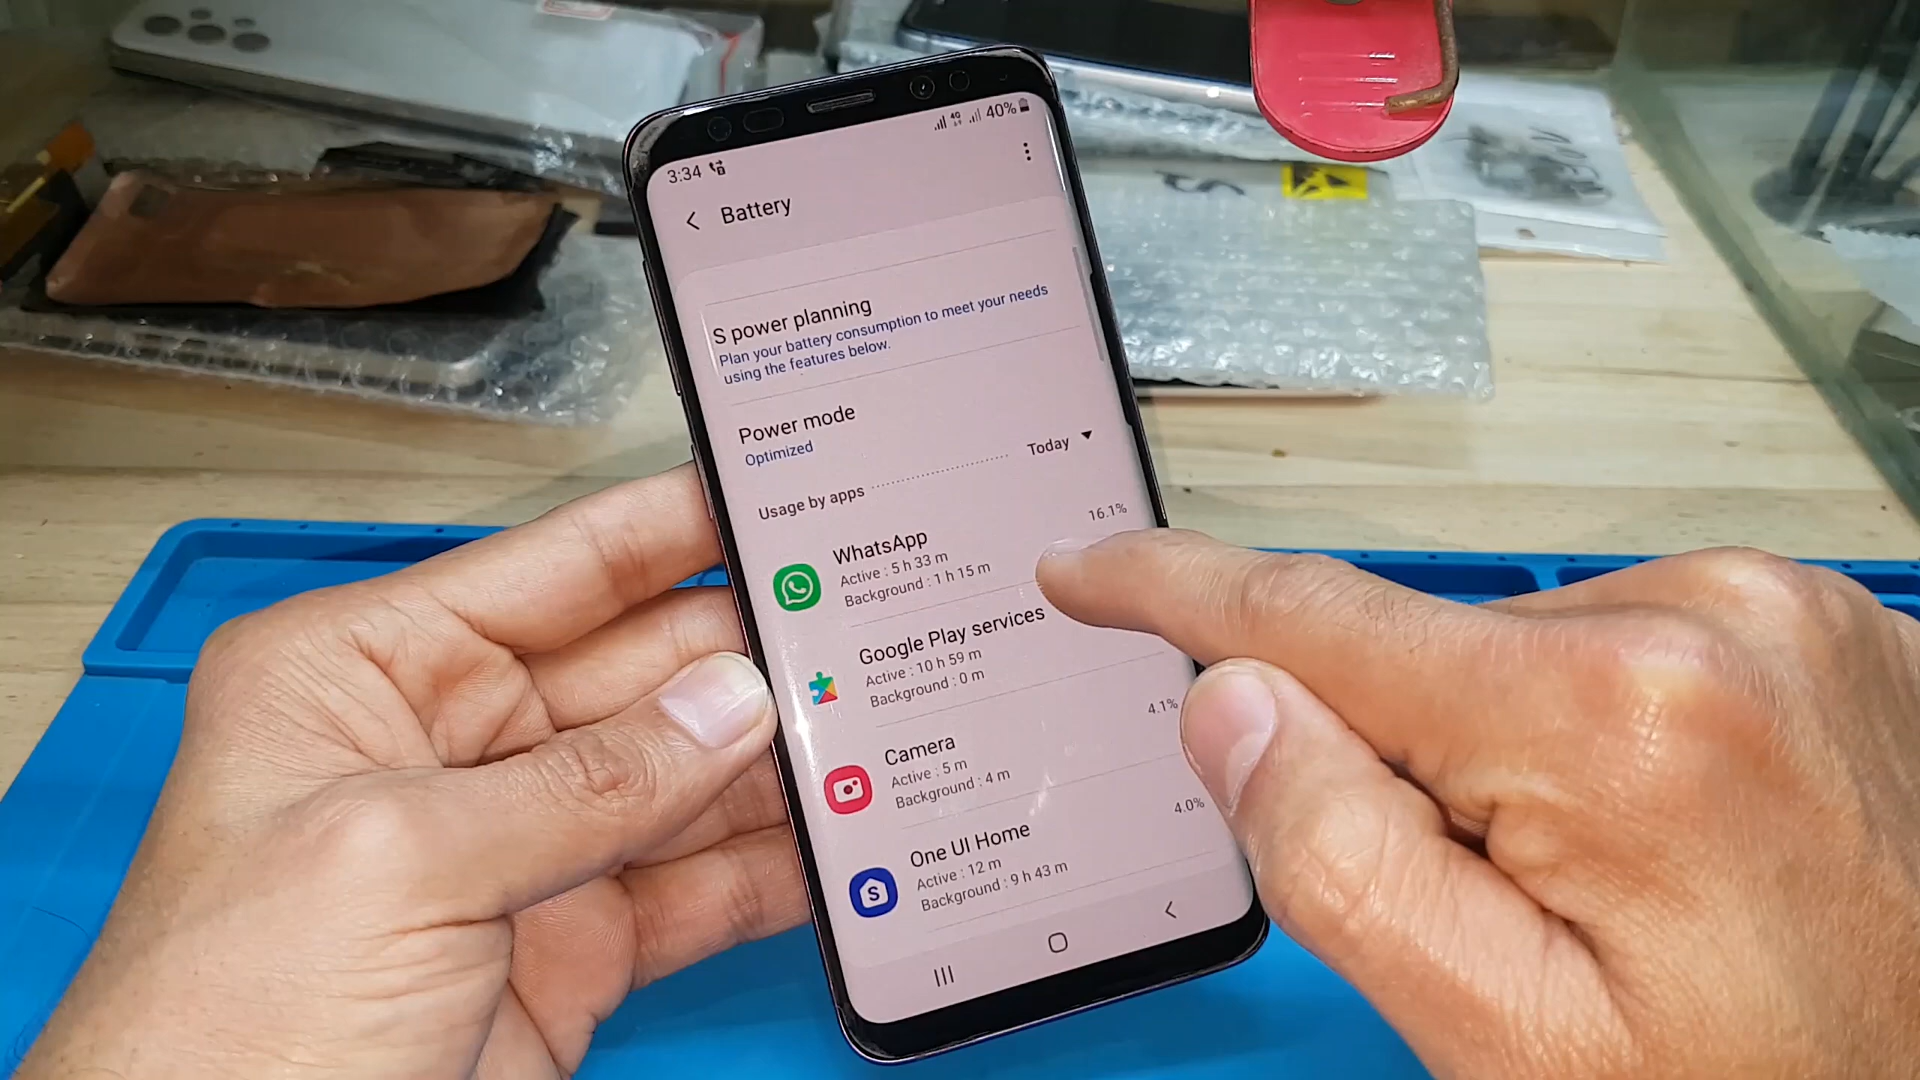 3:34
4G
40%
Battery
S power planning
Plan your battery consumption to meet your needs
using the features below.
Power mode
Optimized
Today
Usage by apps
16.1%
WhatsApp
Active : 5 h 33 m
Background : 1 h 15 m
Google Play services
Active : 10 h 59 m
Background : 0 m
4.1%
Camera
Active : 5 m
Background : 4 m
4.0%
One UI Home
Active : 12 m
Background : 9 h 43 m
S